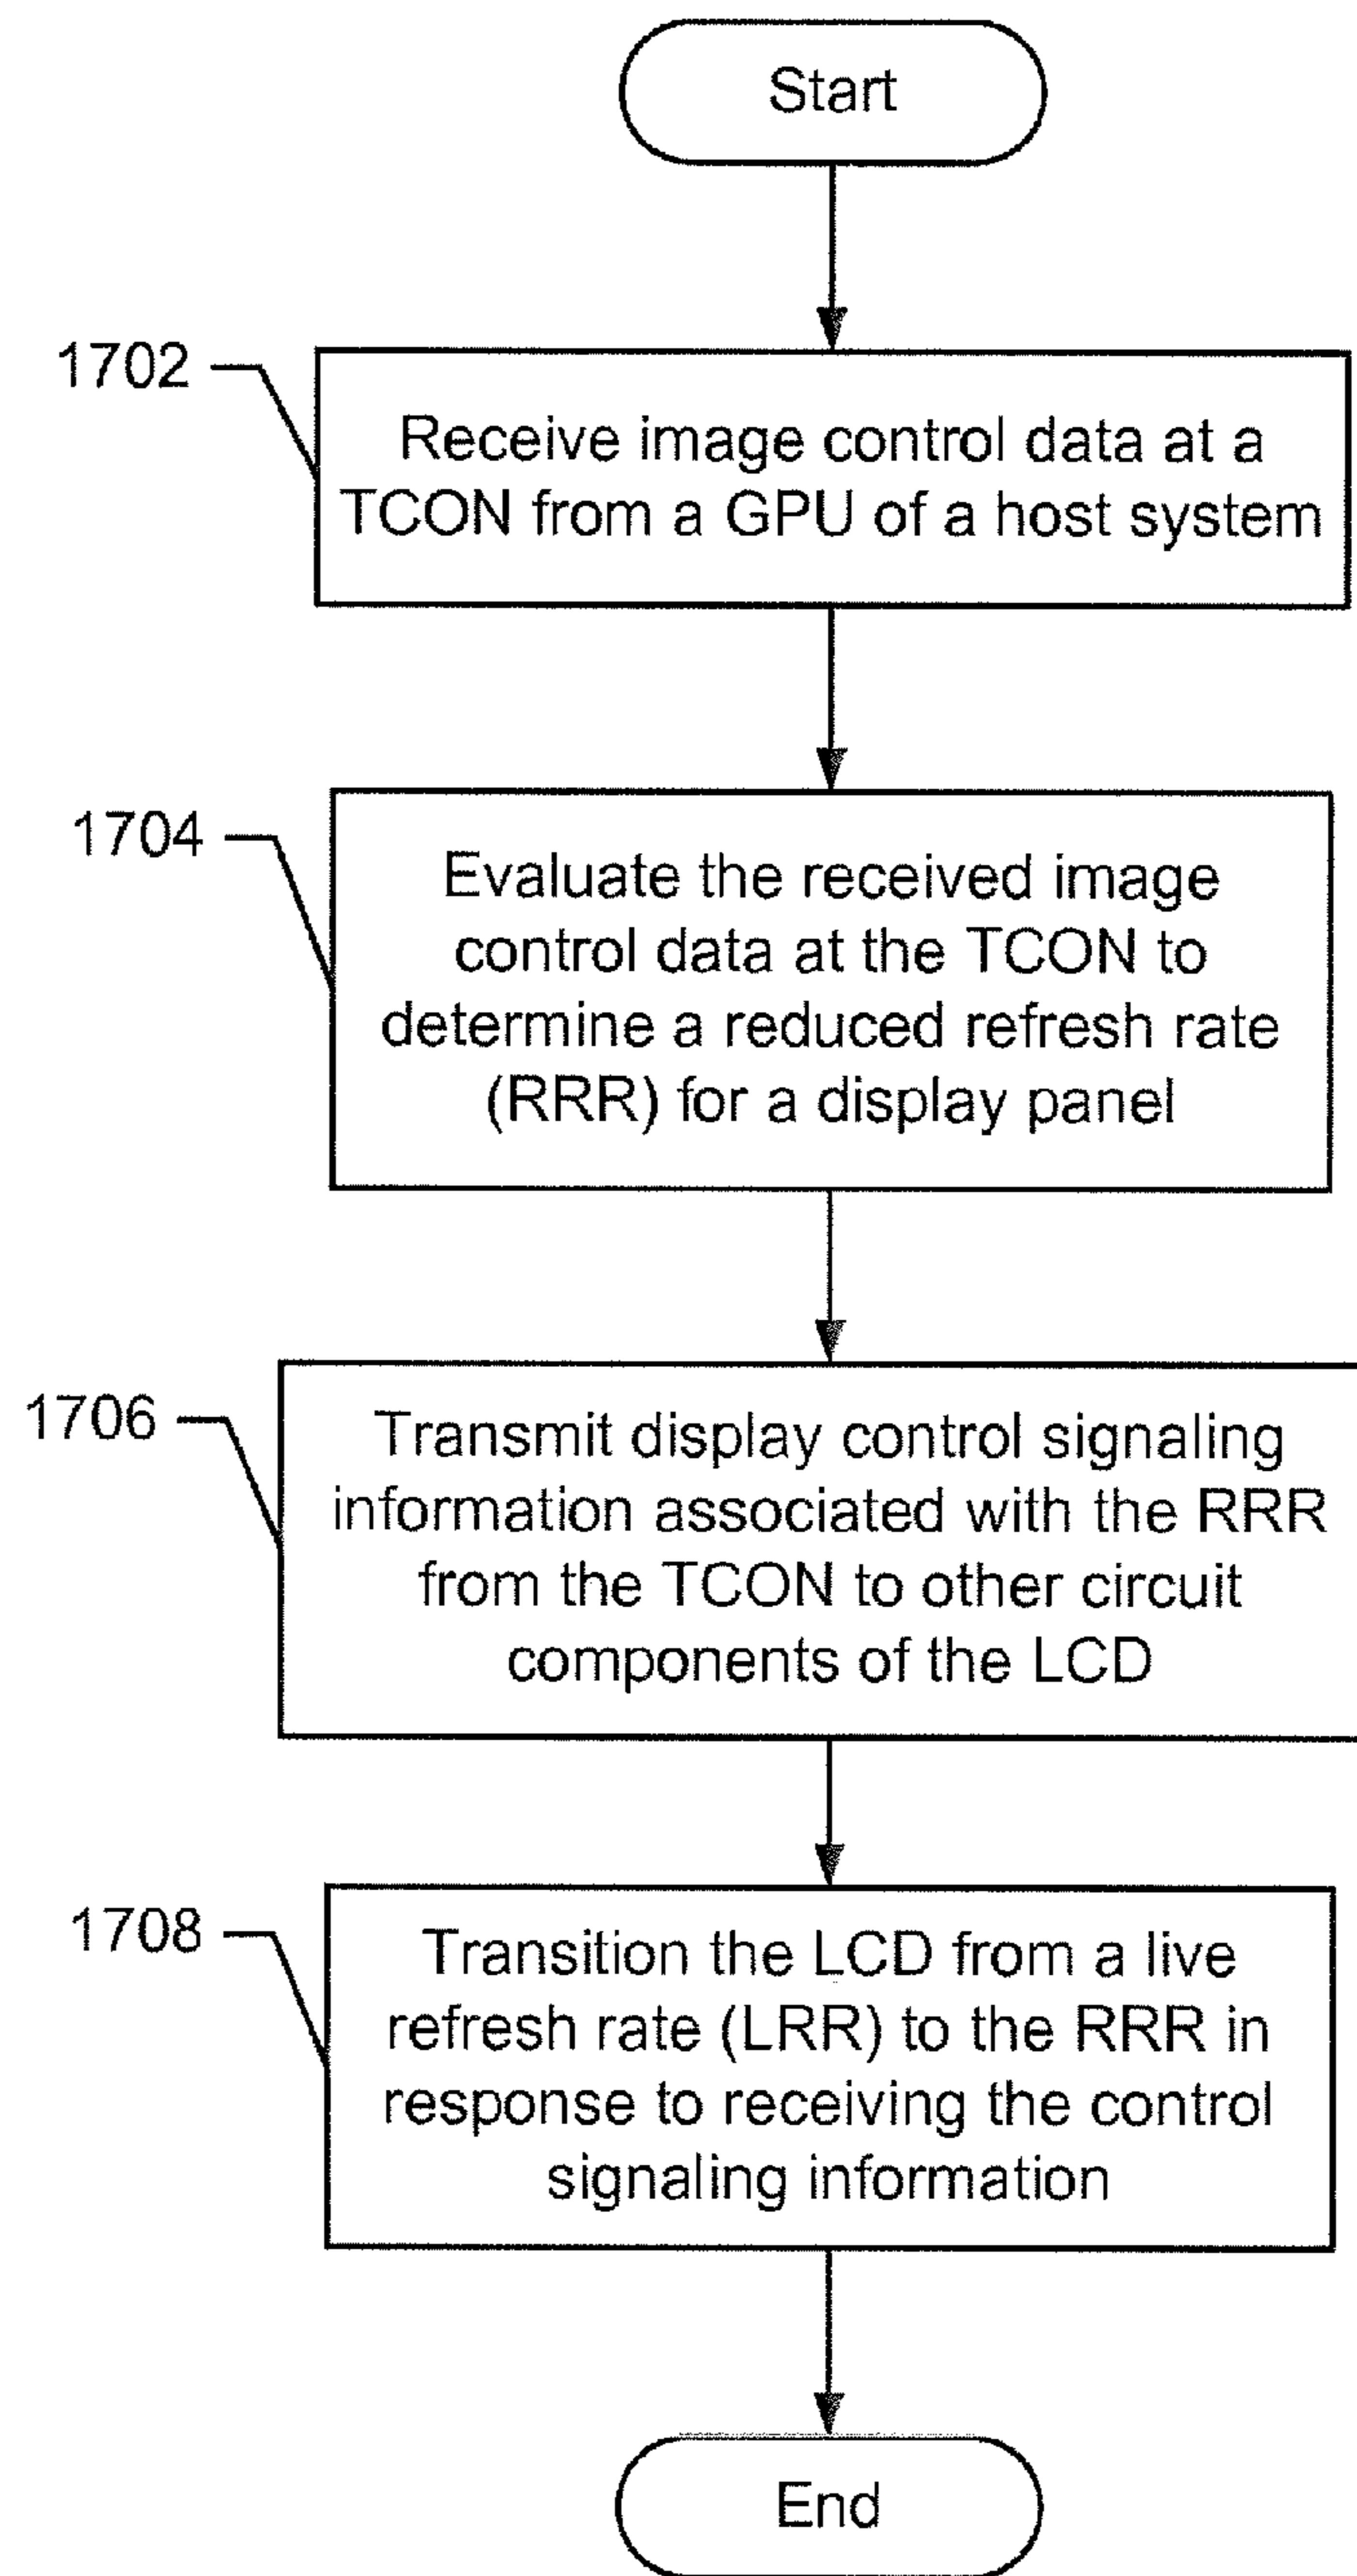 Start
1702
Receive image control data at a
TCON from a GPU of a host system
1704
Evaluate the received image
control data at the TCON to
determine a reduced refresh rate
(RRR) for a display panel
1706
Transmit display control signaling
information associated with the RRR
from the TCON to other circuit
components of the LCD
1708
Transition the LCD from a live
refresh rate (LRR) to the RRR in
response to receiving the control
signaling information
End